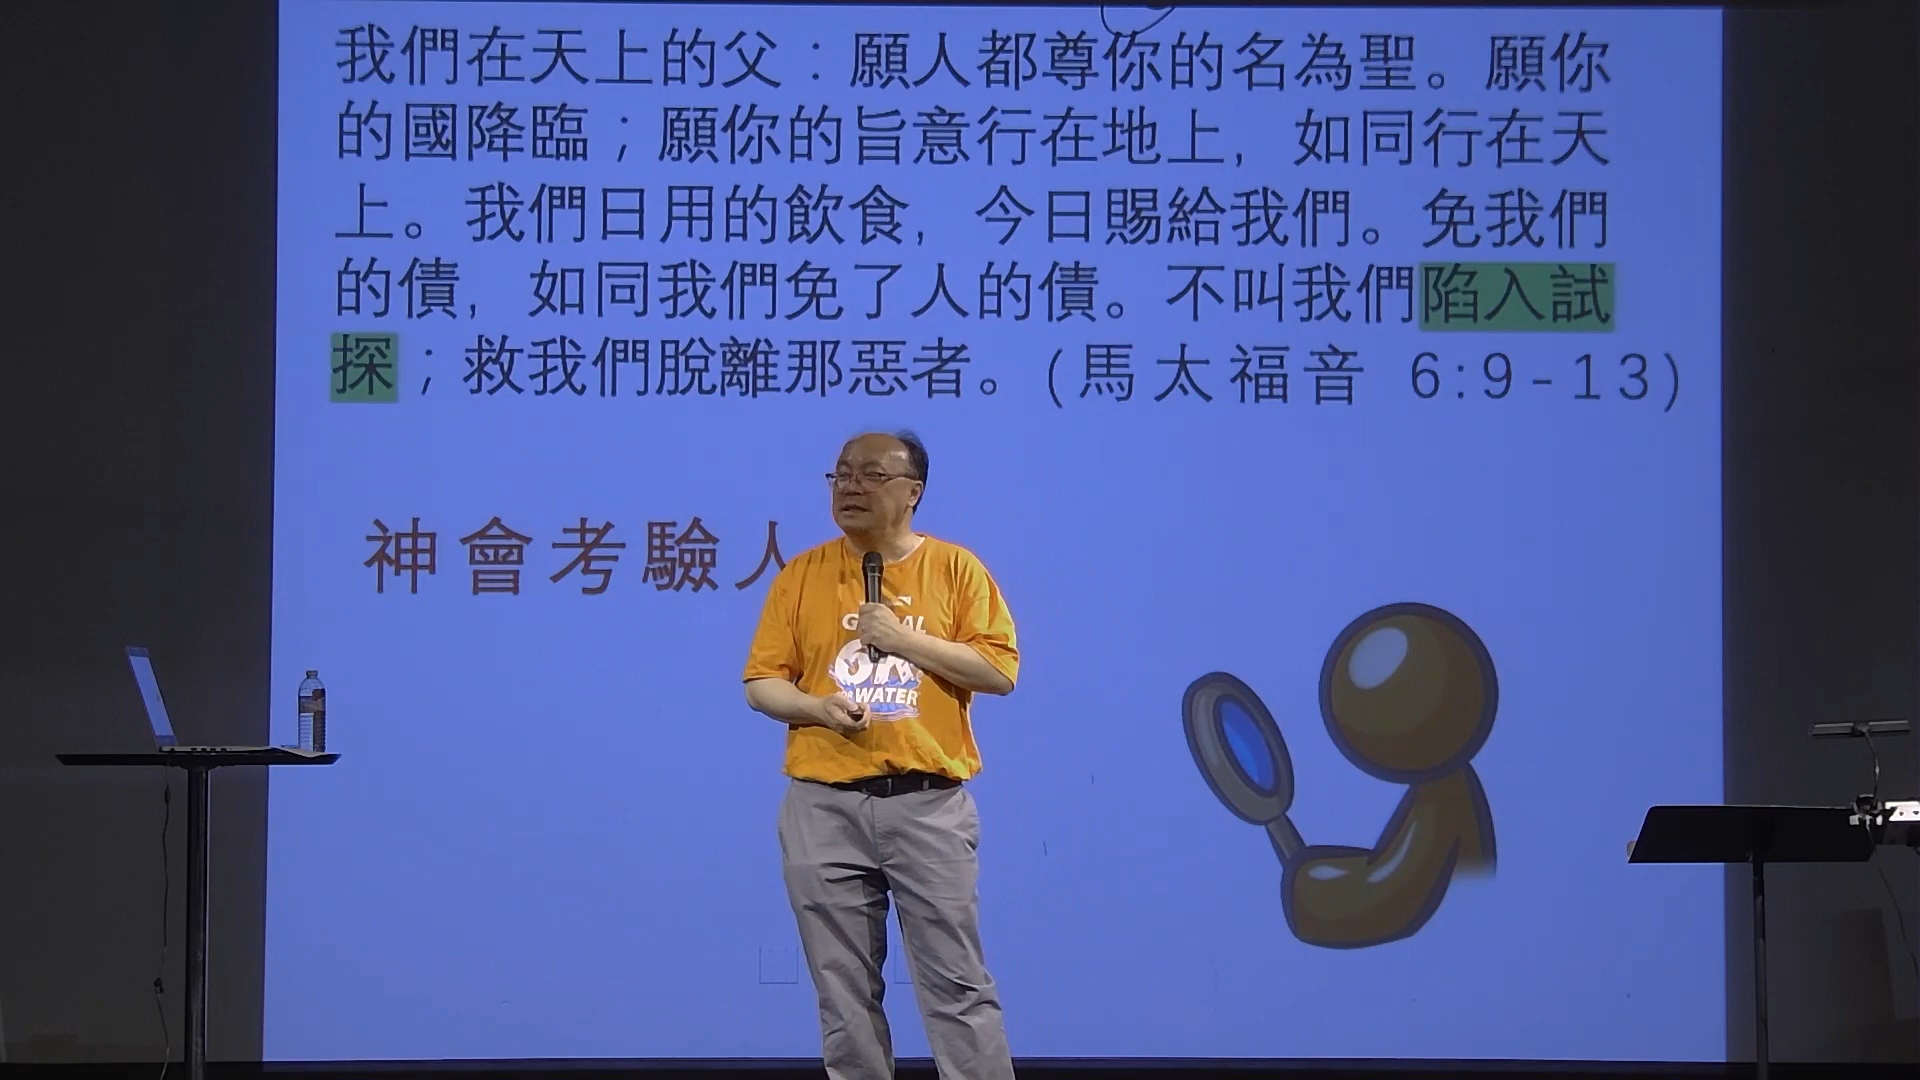 我們在天上的父：願人都尊你的名為聖。願你
的國降臨；願你的旨意行在地上，如同行在天
上。我們日用的飲食，今日賜給我們。免我們
的債，如同我們免了人的債。不叫我們陷入試
探；救我們脫離那惡者。(馬太福音 6:9-13)
神會考驗人
6K
FOR WATER